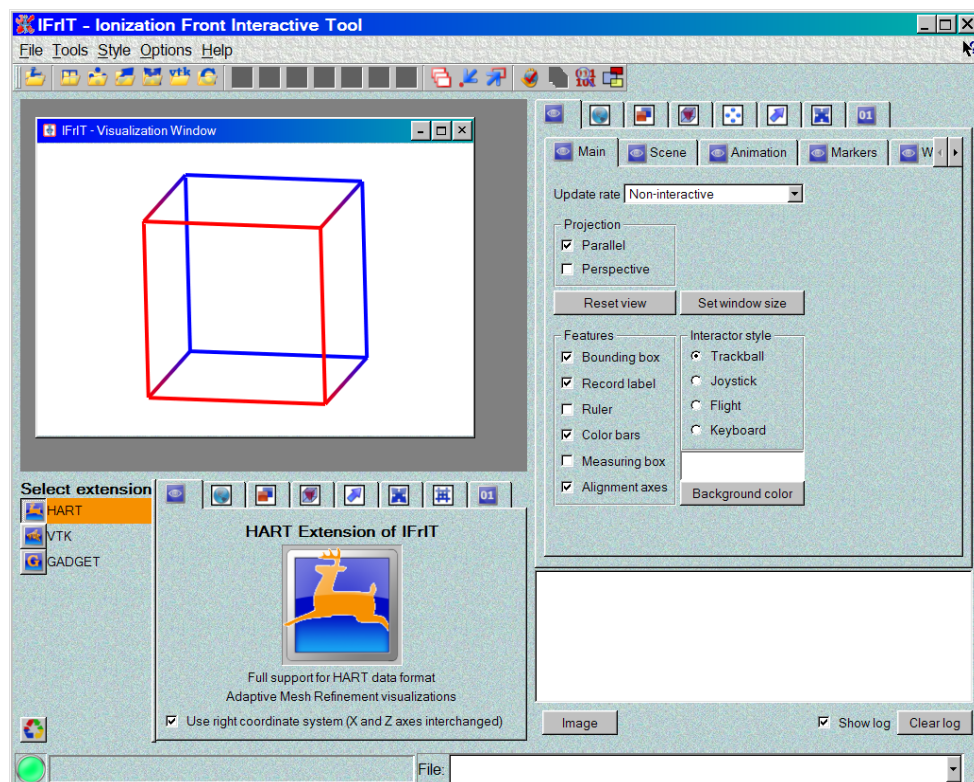 IFrIT - Ionization Front Interactive Tool
File Tools Style Options Help
vtk
IFrIT - Visualization Window
01
Main Scene Animation Markers W
Update rate Non-interactive
Projection
Parallel
Perspective
Reset view Set window size
Features Interactor style
Bounding box Trackball
Record label Joystick
Ruler Flight
Color bars Keyboard
Measuring box
Alignment axes Background color
Select extension
HART
VTK
G GADGET
01
HART Extension of IFrIT
Full support for HART data format
Adaptive Mesh Refinement visualizations
Use right coordinate system (X and Z axes interchanged)
Image Show log Clear log
File: